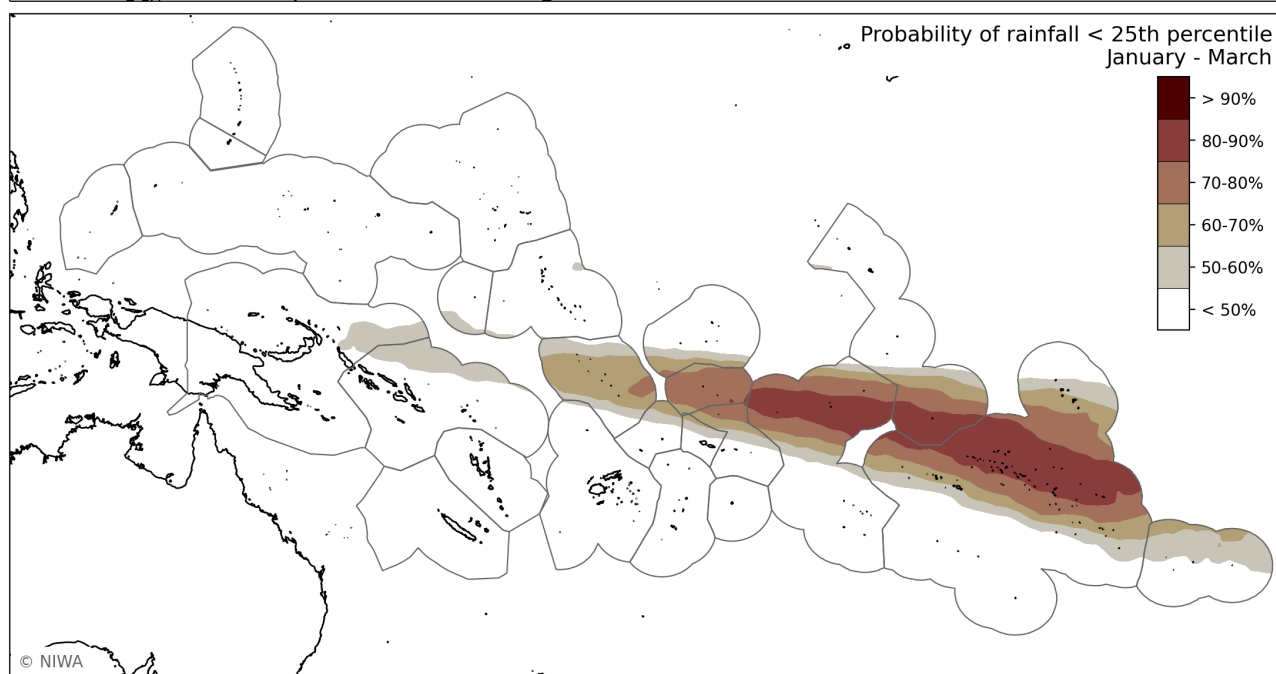 Probability of rainfall < 25th percentile
January - March
> 90%
80-90%
70-80%
60-70%
50-60%
< 50%
© NIWA